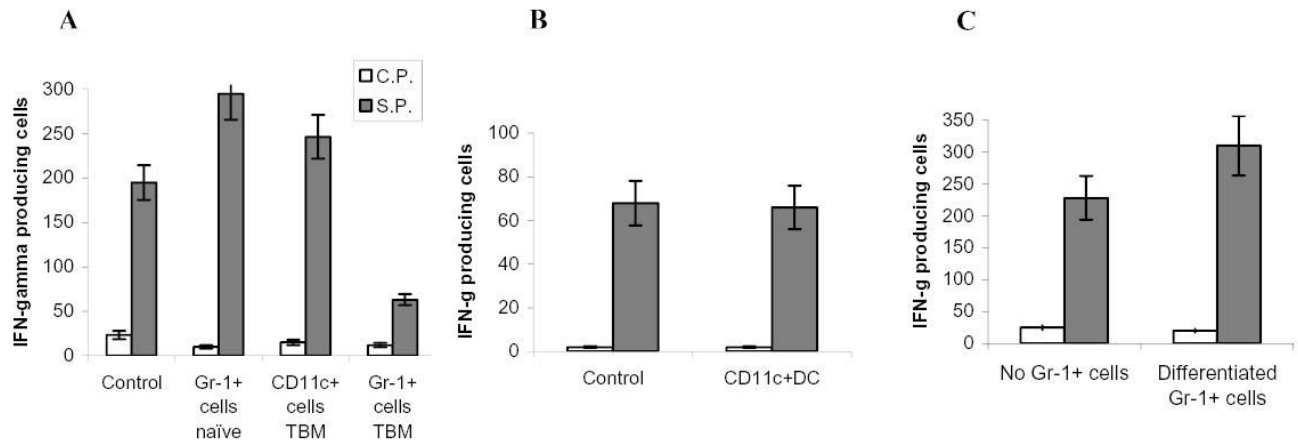 A
IFN-gamma producing cells
300
250
200
150
100
50
0
C.P.
S.P.
Control
Gr-1+
cells
naïve
CD11c+
cells
TBM
Gr-1+
cells
TBM
B
IFN-g producing cells
100
80
60
40
20
0
Control
CD11c+DC
C
IFN-g producing cells
350
300
250
200
150
100
50
0
No Gr-1+ cells
Differentiated
Gr-1+ cells